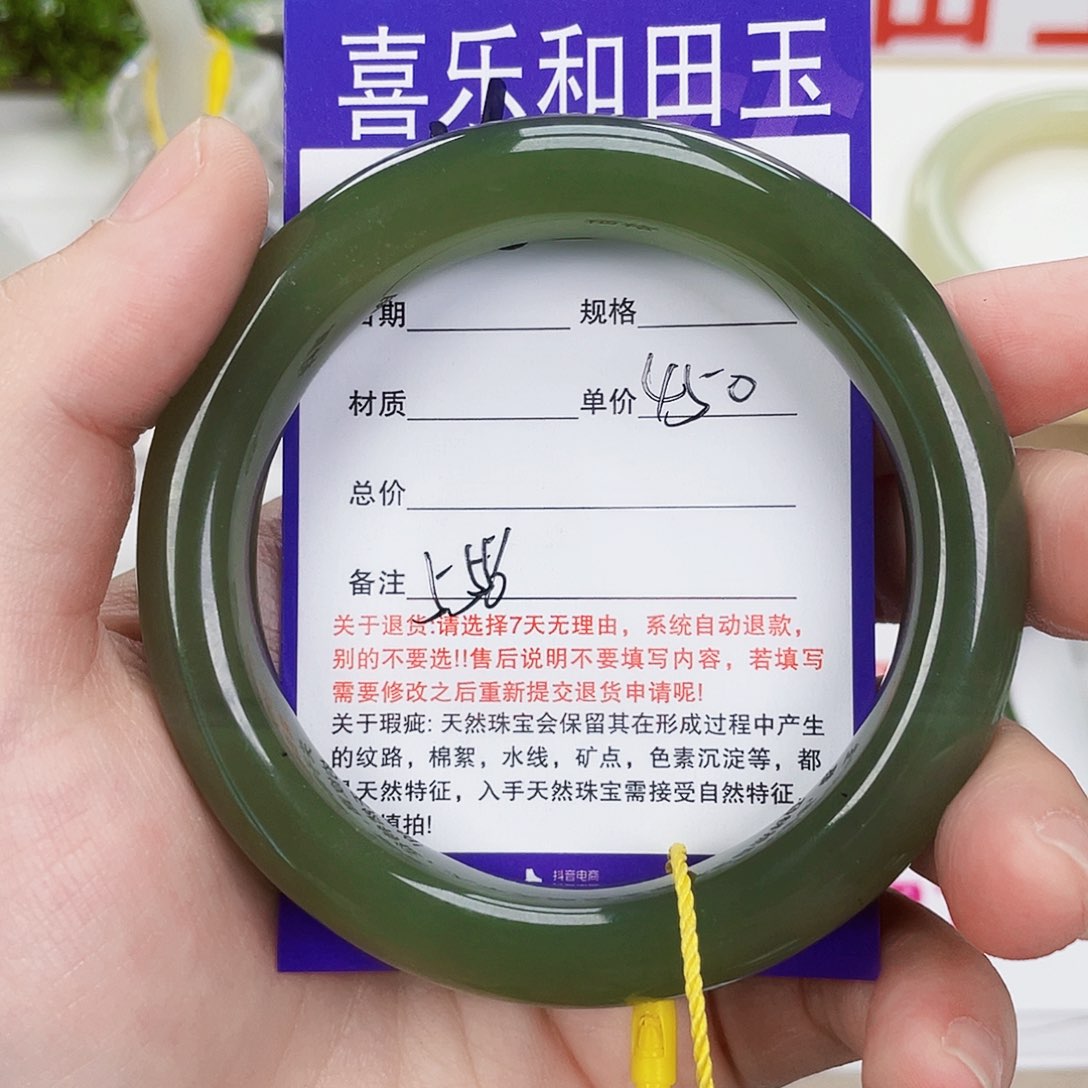 喜乐和田玉
田
期 规格
材质 单价 450
总价
备注 56
关于退货:请选择7天无理由，系统自动退款，
别的不要选!!售后说明不要填写内容，若填写
需要修改之后重新提交退货申请呢!
关于瑕疵: 天然珠宝会保留其在形成过程中产生
的纹路，棉絮，水线，矿点，色素沉淀等，都
天然特征，入手天然珠宝需接受自然特征，
慎拍!
抖音电商